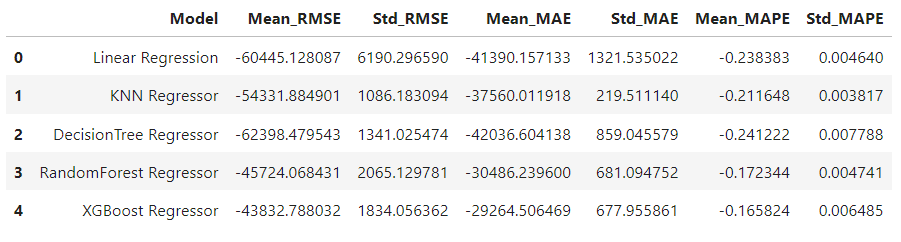 Model Mean_RMSE Std_RMSE Mean_MAE Std_MAE Mean_MAPE Std_MAPE
0 Linear Regression -60445.128087 6190.296590 -41390.157133 1321.535022 -0.238383 0.004640
1 KNN Regressor -54331.884901 1086.183094 -37560.011918 219.511140 -0.211648 0.003817
2 DecisionTree Regressor -62398.479543 1341.025474 -42036.604138 859.045579 -0.241222 0.007788
3 RandomForest Regressor -45724.068431 2065.129781 -30486.239600 681.094752 -0.172344 0.004741
4 XGBoost Regressor -43832.788032 1834.056362 -29264.506469 677.955861 -0.165824 0.006485